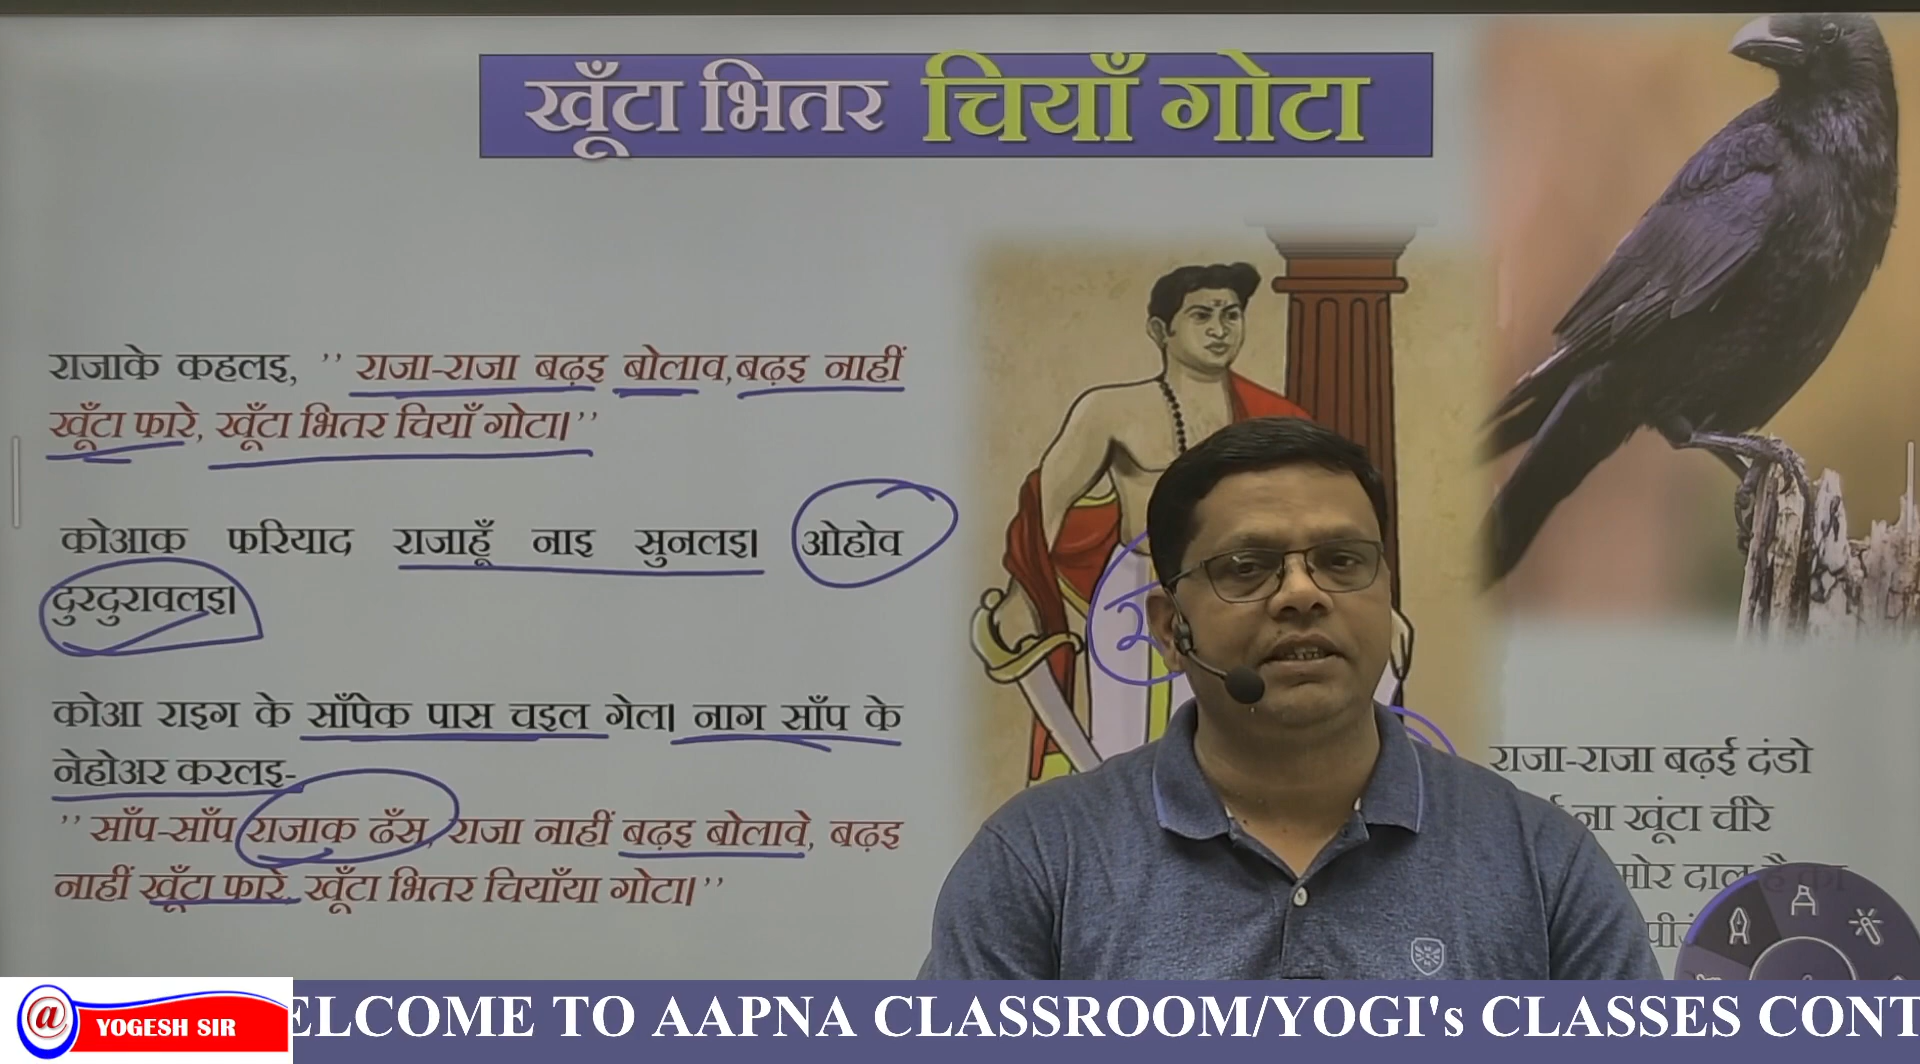 खूँटा भितर चियाँ गोटा
राजाके कहलइ, ’’ राजा-राजा बढ़इ बोलाव,बढ़इ नाहीं
खूँटा फारे, खूँटा भितर चियाँ गोटा।’’
कोआक फरियाद राजाहूँ नाइ सुनलइ। ओहोव
दुरदुरावलइ।
कोआ राइग के साँपेक पास चइल गेल। नाग साँप के
नेहोअर करलइ-
’’ साँप-साँप राजाक ढँस, राजा नाहीं बढ़इ बोलावे, बढ़इ
नाहीं खूँटा फारे, खूँटा भितर चियाँया गोटा।’’
राजा-राजा बढ़ई दंडो
ना खूंटा चीरे
मोर दाल है का
@ YOGESH SIR
ELCOME TO AAPNA CLASSROOM/YOGI's CLASSES CONT